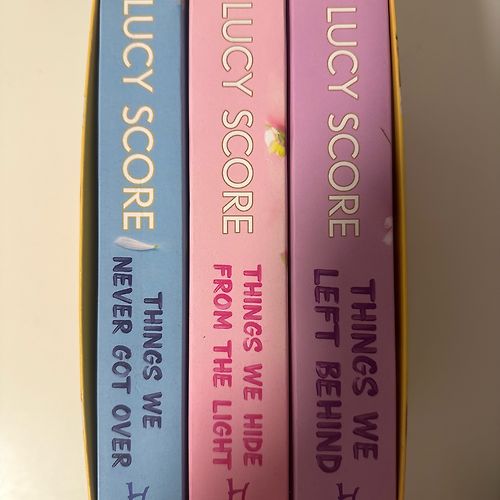 LUCY SCORE
THINGS WE
NEVER GOT OVER
LUCY SCORE
THINGS WE HIDE
FROM THE LIGHT
LUCY SCORE
THINGS WE
LEFT BEHIND